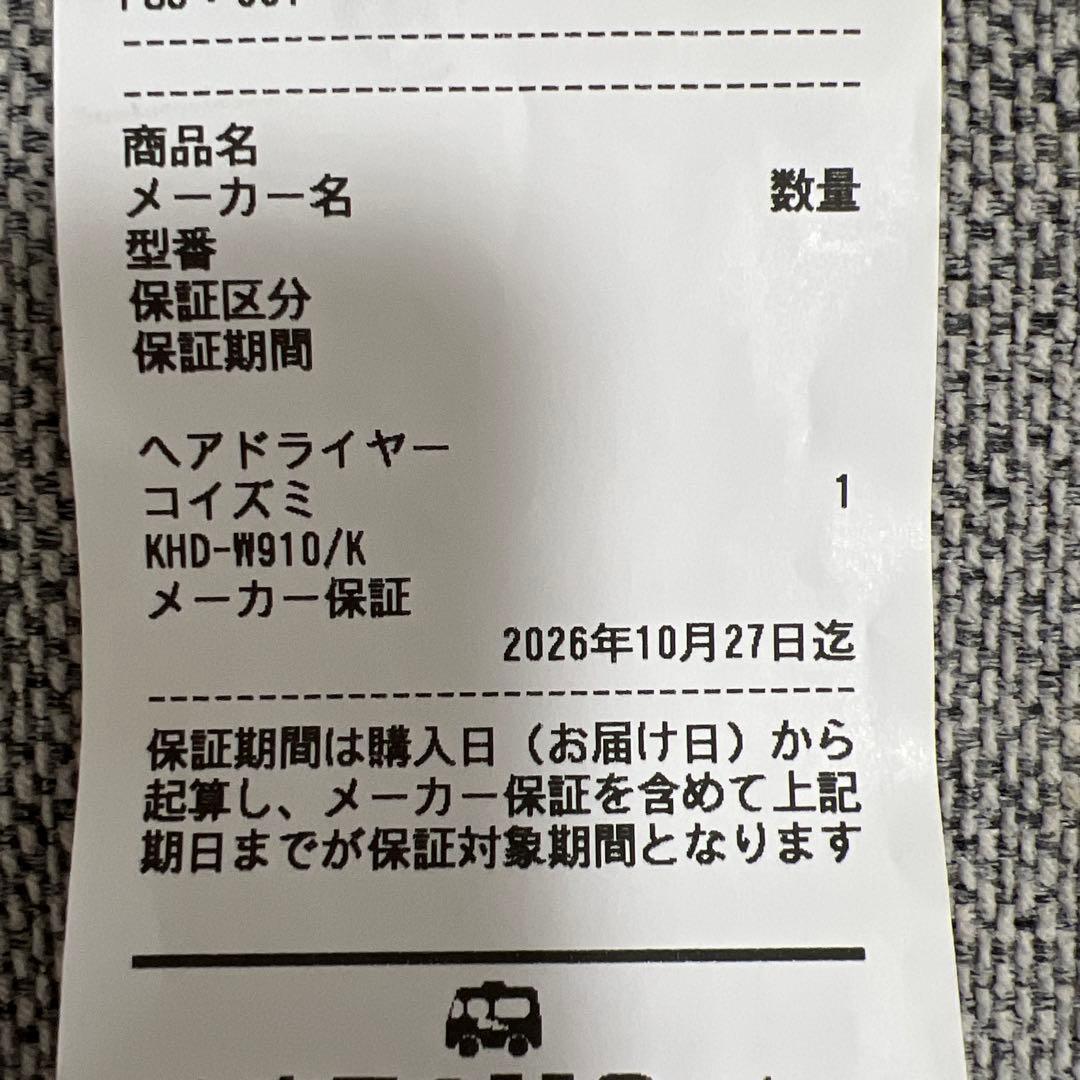 商品名
メーカー名 数量
型番
保証区分
保証期間
ヘアドライヤー
コイズミ 1
KHD-W910/K
メーカー保証
2026年10月27日迄
保証期間は購入日（お届け日）から
起算し、メーカー保証を含めて上記
期日までが保証対象期間となります